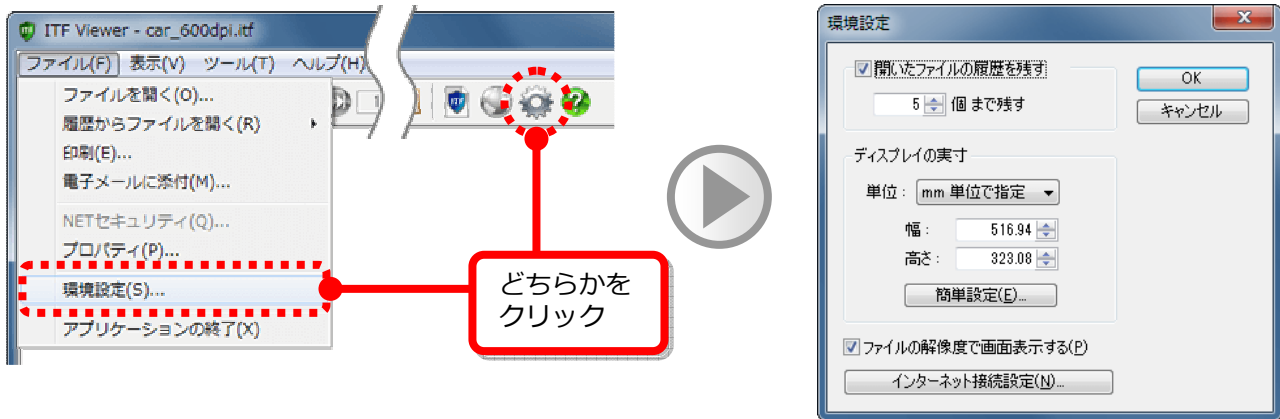 ITF Viewer - car_600dpi.itf
ファイル(F) 表示(V) ツール(T) ヘルプ(H)
ファイルを開く(O)...
履歴からファイルを開く(R)
印刷(E)...
電子メールに添付(M)...
NETセキュリティ(Q)...
プロパティ(P)...
環境設定(S)...
アプリケーションの終了(X)
ITF
どちらかを
クリック
環境設定
開いたファイルの履歴を残す
5 個 まで残す
OK
キャンセル
ディスプレイの実寸
単位 : mm 単位で指定
幅 : 516.94
高さ : 323.08
簡単設定(E)...
ファイルの解像度で画面表示する(P)
インターネット接続設定(N)...